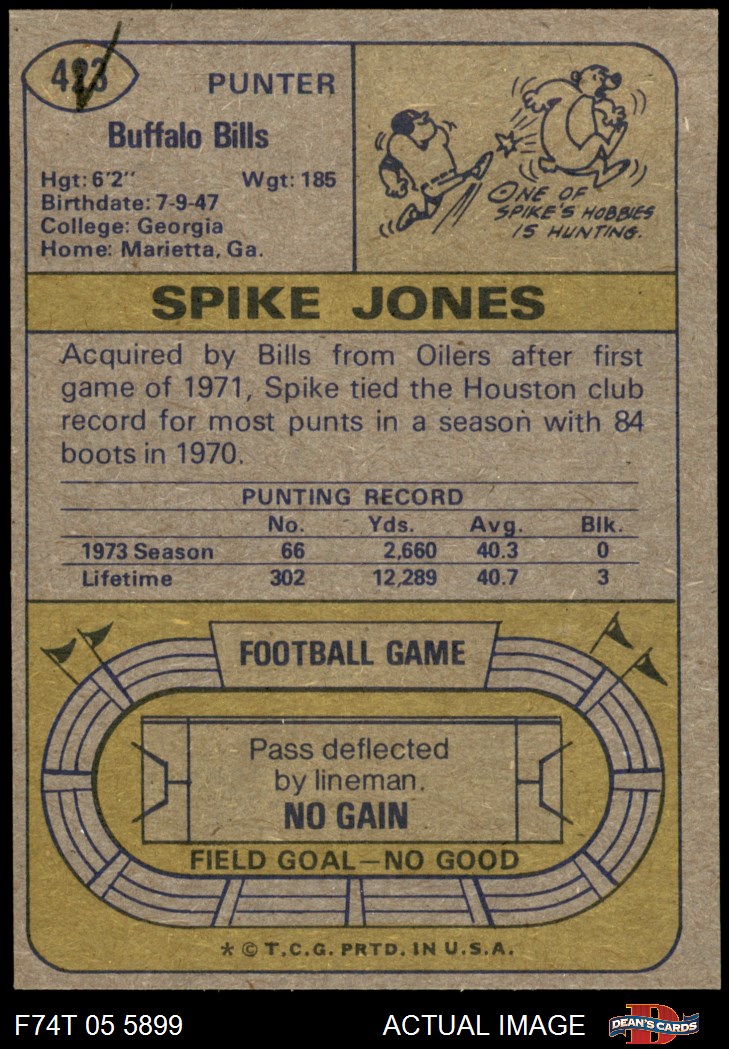 423
PUNTER
Buffalo Bills
Hgt: 6'2" Wgt: 185
Birthdate: 7-9-47
College: Georgia
Home: Marietta, Ga.
ONE OF
SPIKE'S HOBBIES
IS HUNTING.
SPIKE JONES
Acquired by Bills from Oilers after first
game of 1971, Spike tied the Houston club
record for most punts in a season with 84
boots in 1970.
PUNTING RECORD
No. Yds. Avg. Blk.
1973 Season 66 2,660 40.3 0
Lifetime 302 12,289 40.7 3
FOOTBALL GAME
Pass deflected
by lineman.
NO GAIN
FIELD GOAL—NO GOOD
* © T.C.G. PRTD. IN U.S.A.
F74T 05 5899 ACTUAL IMAGE DEAN'S CARDS